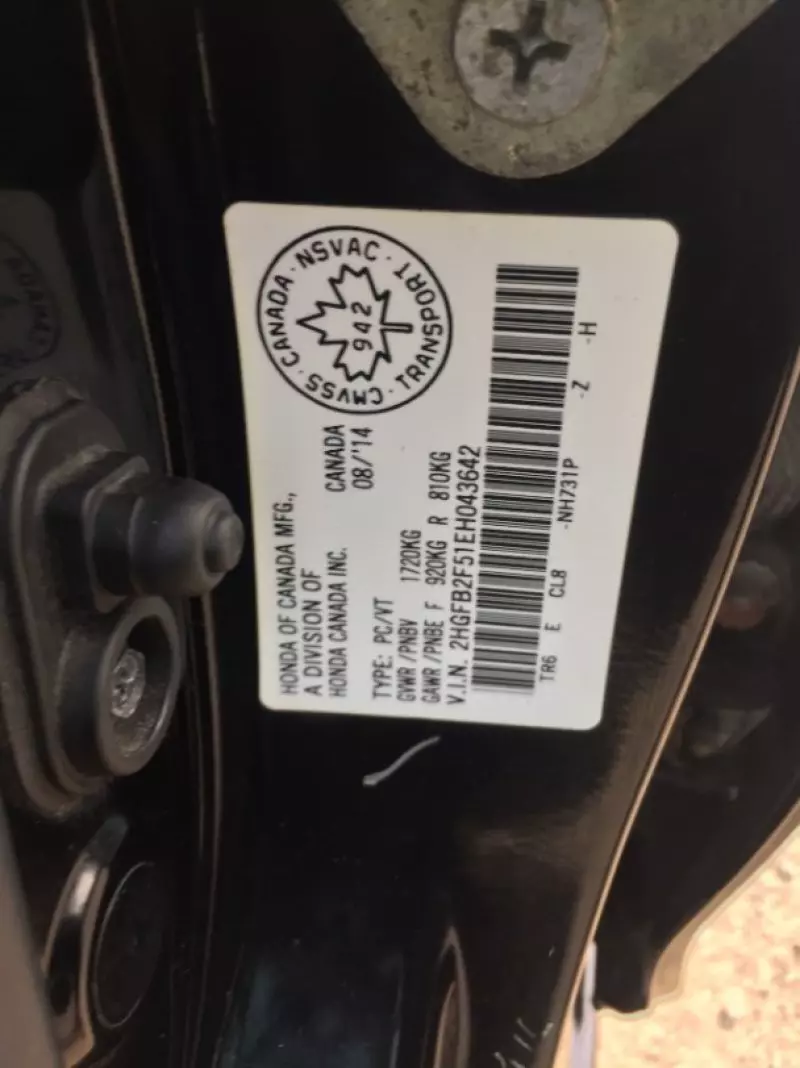 HONDA OF CANADA MFG.,
A DIVISION OF
HONDA CANADA INC.
CANADA
08/'14
CMVSS · CANADA · NSVAC · TRANSPORT ·
942
TYPE: PC/VT
GVWR /PNBV 1720KG
GAWR /PNBE F 920KG R 810KG
V.I.N. 2HGFB2F51EH043642
TR6 E CL8 -NH731P -Z -H